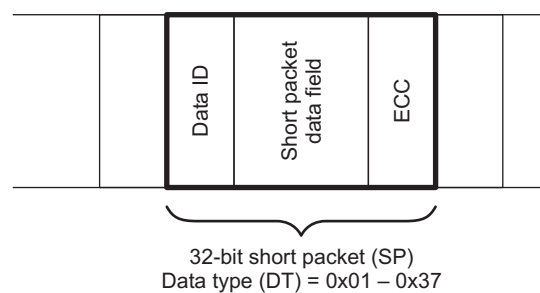 Data ID
Short packet
data field
ECC
32-bit short packet (SP)
Data type (DT) = 0x01 – 0x37